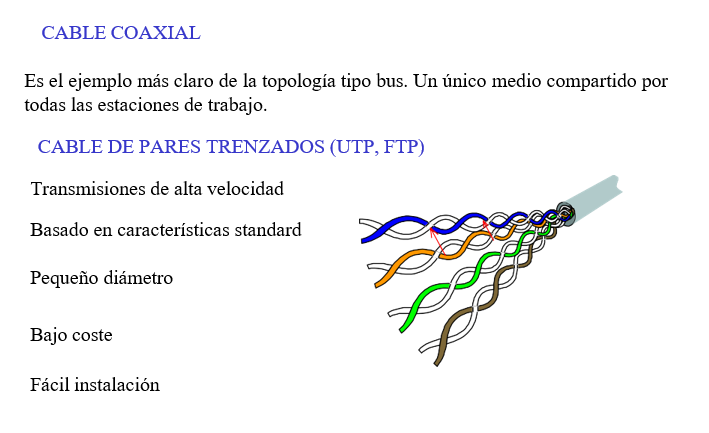 CABLE COAXIAL
Es el ejemplo más claro de la topología tipo bus. Un único medio compartido por
todas las estaciones de trabajo.
CABLE DE PARES TRENZADOS (UTP, FTP)
Transmisiones de alta velocidad
Basado en características standard
Pequeño diámetro
Bajo coste
Fácil instalación